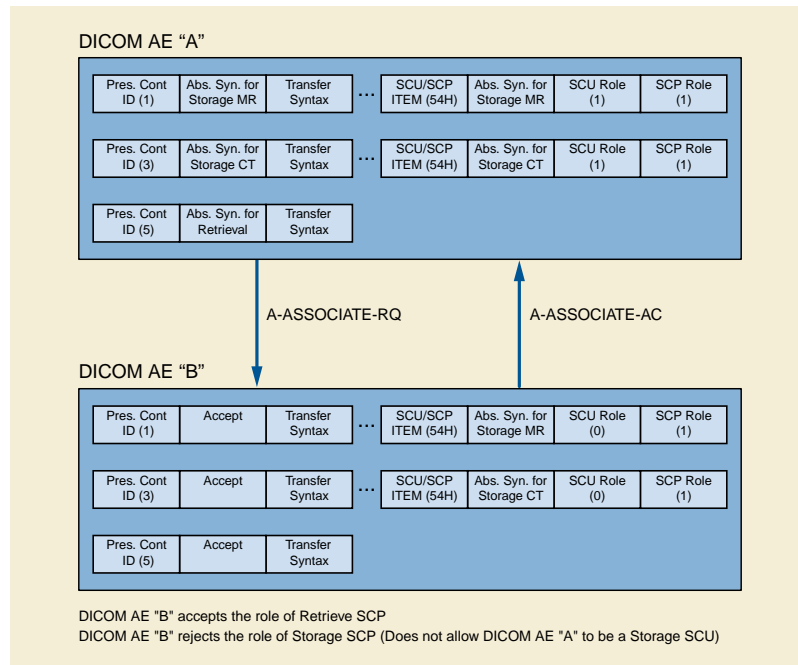 DICOM AE “A”
Pres. Cont ID (1) Abs. Syn. for Storage MR Transfer Syntax ... SCU/SCP ITEM (54H) Abs. Syn. for Storage MR SCU Role (1) SCP Role (1)
Pres. Cont ID (3) Abs. Syn. for Storage CT Transfer Syntax ... SCU/SCP ITEM (54H) Abs. Syn. for Storage CT SCU Role (1) SCP Role (1)
Pres. Cont ID (5) Abs. Syn. for Retrieval Transfer Syntax
A-ASSOCIATE-RQ
A-ASSOCIATE-AC
DICOM AE “B”
Pres. Cont ID (1) Accept Transfer Syntax ... SCU/SCP ITEM (54H) Abs. Syn. for Storage MR SCU Role (0) SCP Role (1)
Pres. Cont ID (3) Accept Transfer Syntax ... SCU/SCP ITEM (54H) Abs. Syn. for Storage CT SCU Role (0) SCP Role (1)
Pres. Cont ID (5) Accept Transfer Syntax
DICOM AE "B" accepts the role of Retrieve SCP
DICOM AE "B" rejects the role of Storage SCP (Does not allow DICOM AE "A" to be a Storage SCU)